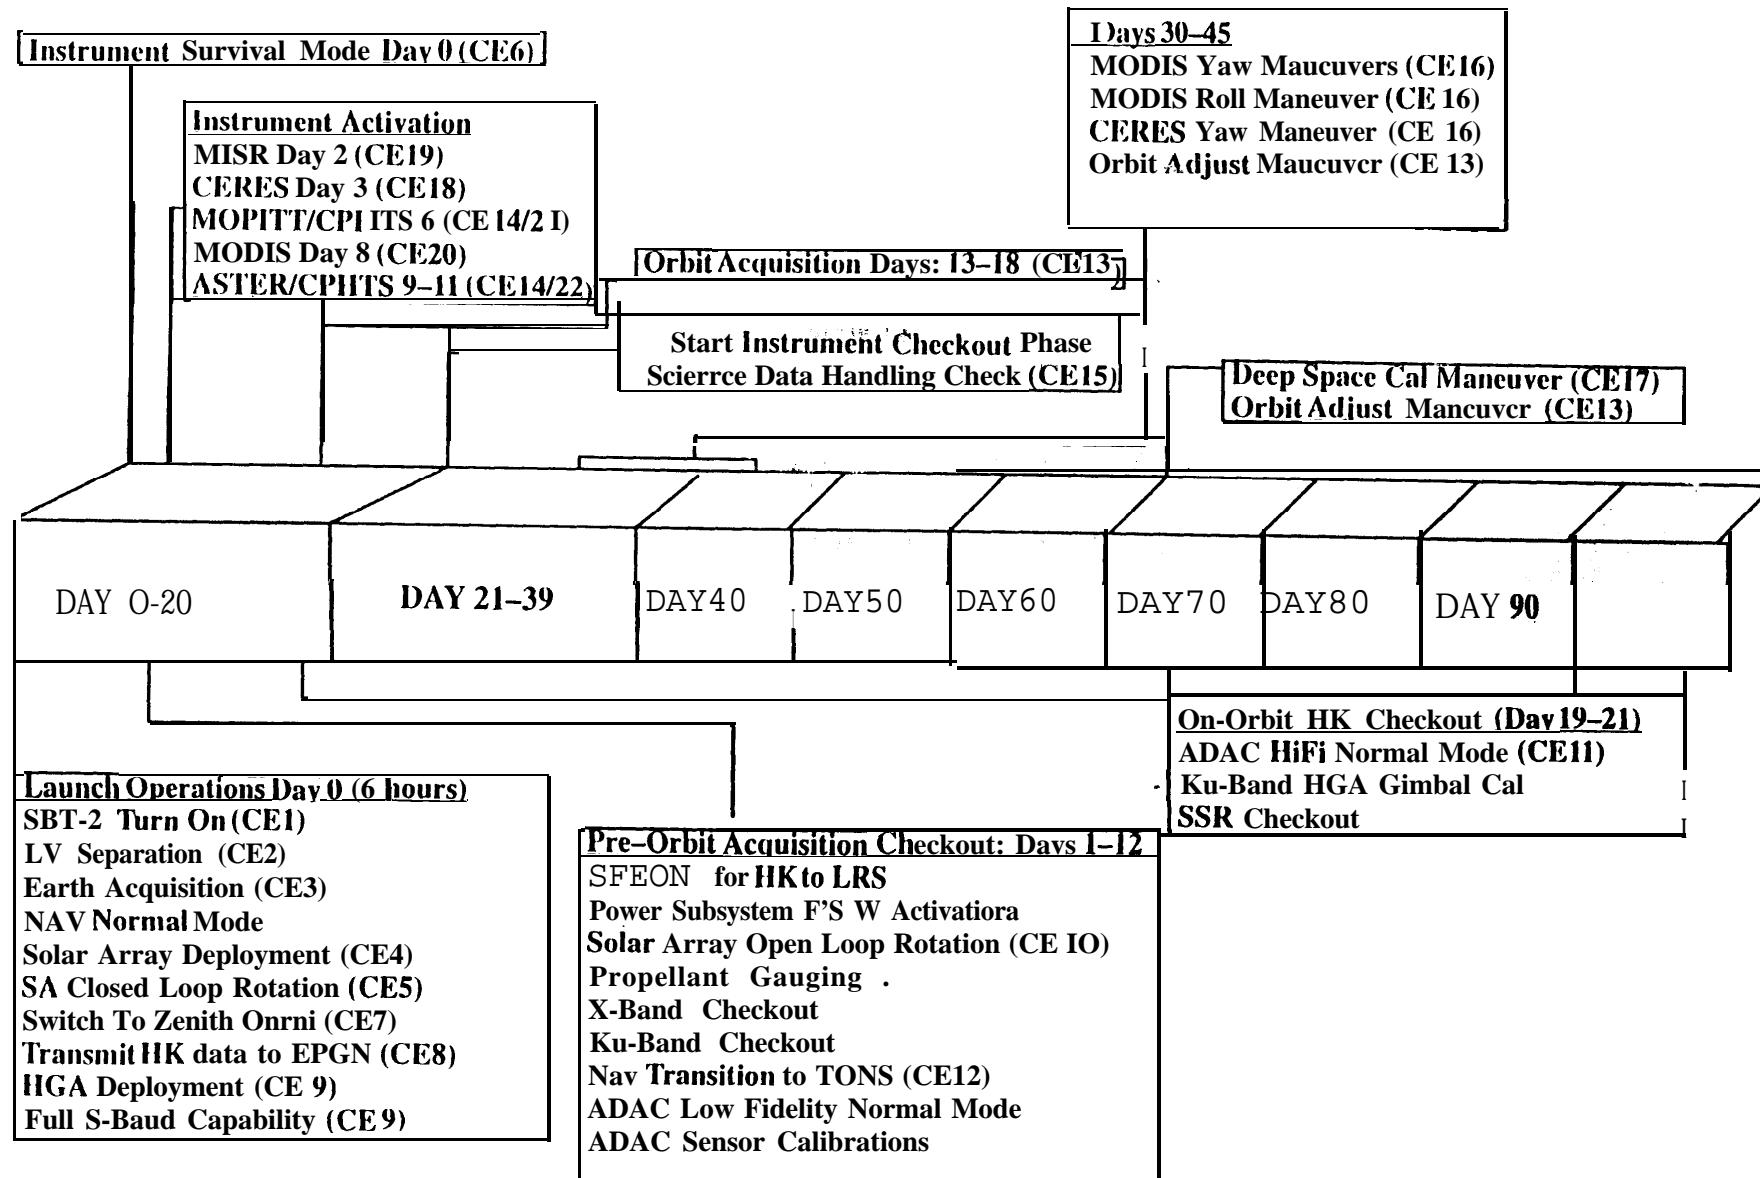 Instrument Survival Mode Day 0 (CE6)
Days 30–45
MODIS Yaw Maucuvers (CE16)
MODIS Roll Maneuver (CE 16)
CERES Yaw Maneuver (CE 16)
Orbit Adjust Maucuvcr (CE 13)
Instrument Activation
MISR Day 2 (CE19)
CERES Day 3 (CE18)
MOPITT/CPI ITS 6 (CE 14/2 I)
MODIS Day 8 (CE20)
ASTER/CPHTS 9–11 (CE14/22)
Orbit Acquisition Days: 13–18 (CE13)
Start Instrument Checkout Phase
Scierrce Data Handling Check (CE15)
Deep Space Cal Maneuver (CE17)
Orbit Adjust Mancuvcr (CE13)
DAY O-20
DAY 21–39
DAY40
DAY50
DAY60
DAY70
DAY80
DAY 90
On-Orbit HK Checkout (Day 19–21)
ADAC HiFi Normal Mode (CE11)
Ku-Band HGA Gimbal Cal
SSR Checkout
Launch Operations Day 0 (6 hours)
SBT-2 Turn On (CE1)
LV Separation (CE2)
Earth Acquisition (CE3)
NAV Normal Mode
Solar Array Deployment (CE4)
SA Closed Loop Rotation (CE5)
Switch To Zenith Onrni (CE7)
Transmit HK data to EPGN (CE8)
HGA Deployment (CE 9)
Full S-Baud Capability (CE 9)
Pre–Orbit Acquisition Checkout: Days 1–12
SFEON for HK to LRS
Power Subsystem F'S W Activatiora
Solar Array Open Loop Rotation (CE IO)
Propellant Gauging .
X-Band Checkout
Ku-Band Checkout
Nav Transition to TONS (CE12)
ADAC Low Fidelity Normal Mode
ADAC Sensor Calibrations